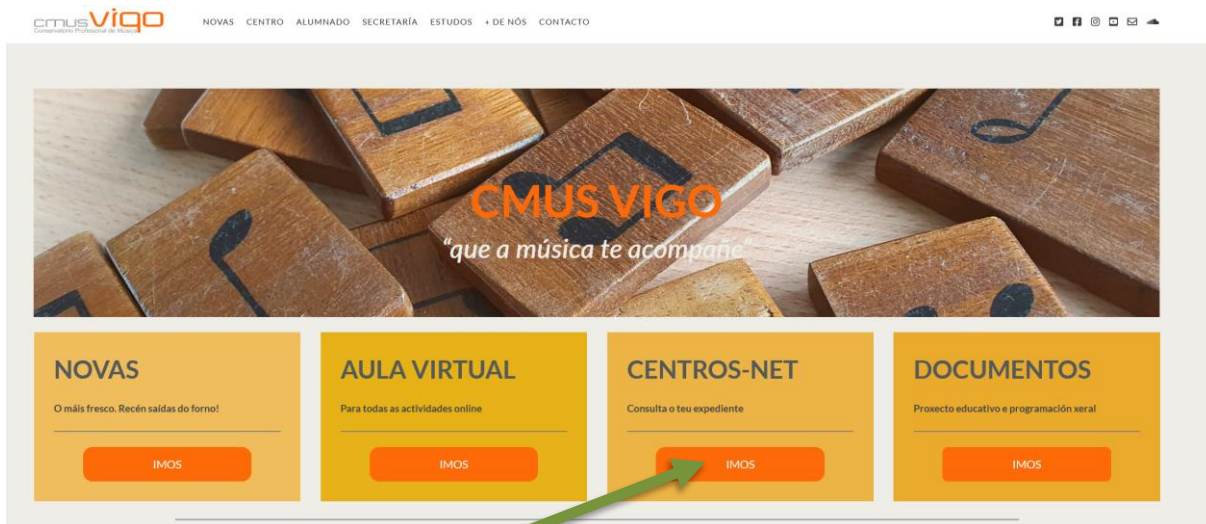 cmus vigo
Conservatorio Profesional de Música
NOVAS CENTRO ALUMNADO SECRETARÍA ESTUDOS + DE NÓS CONTACTO
CMUS VIGO
"que a música te acompañe"
NOVAS
O máis fresco. Recén saídas do forno!
IMOS
AULA VIRTUAL
Para todas as actividades online
IMOS
CENTROS-NET
Consulta o teu expediente
IMOS
DOCUMENTOS
Proxecto educativo e programación xeral
IMOS